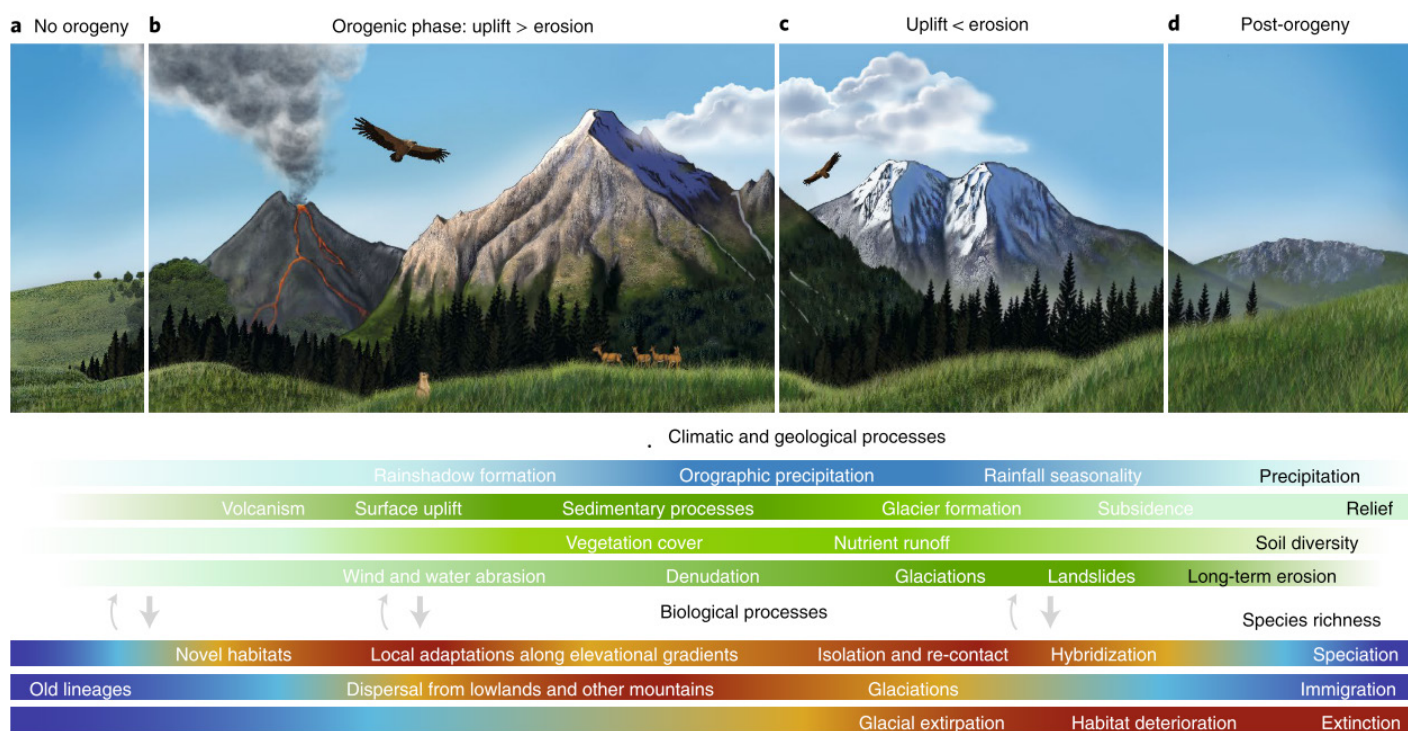 a No orogeny b Orogenic phase: uplift > erosion c Uplift < erosion d Post-orogeny
. Climatic and geological processes
Rainshadow formation Orographic precipitation Rainfall seasonality Precipitation
Volcanism Surface uplift Sedimentary processes Glacier formation Subsidence Relief
Vegetation cover Nutrient runoff Soil diversity
Wind and water abrasion Denudation Glaciations Landslides Long-term erosion
Biological processes
Species richness
Novel habitats Local adaptations along elevational gradients Isolation and re-contact Hybridization Speciation
Old lineages Dispersal from lowlands and other mountains Glaciations Immigration
Glacial extirpation Habitat deterioration Extinction